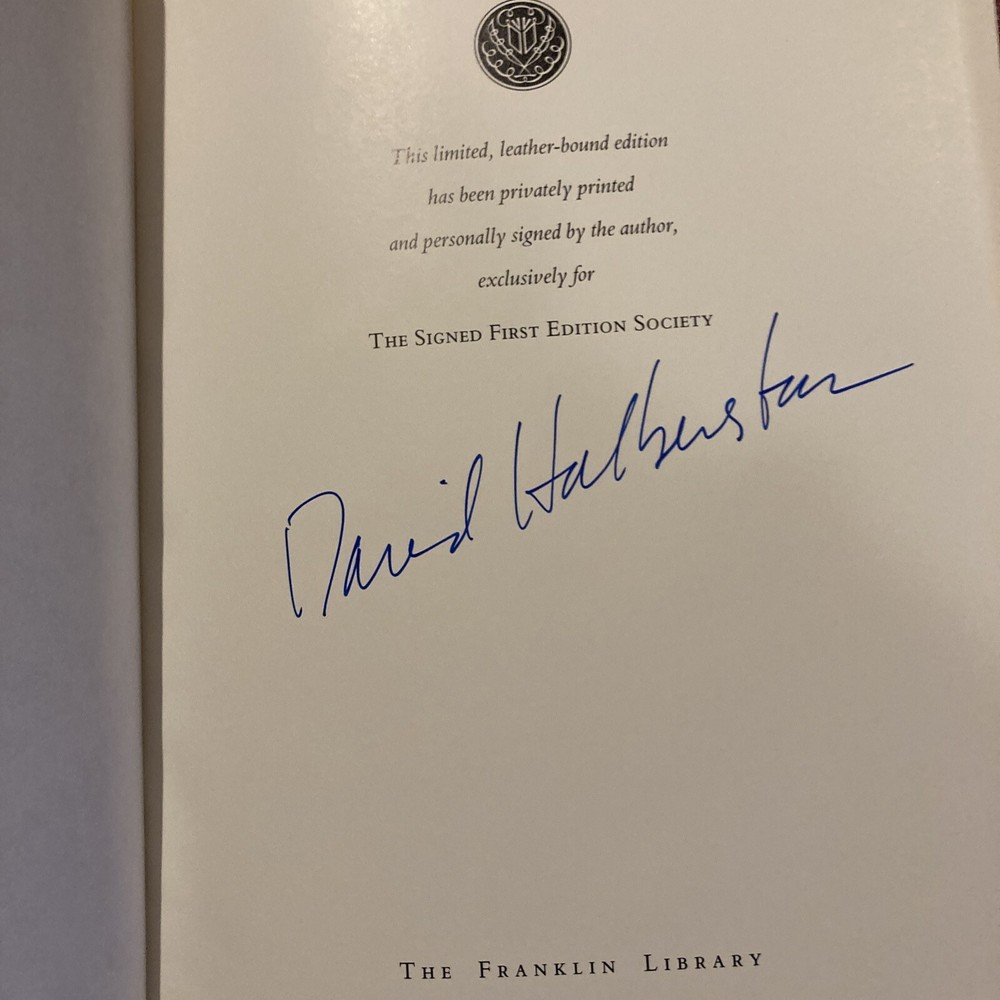 This limited, leather-bound edition
has been privately printed
and personally signed by the author,
exclusively for
THE SIGNED FIRST EDITION SOCIETY
David Halberstam
THE FRANKLIN LIBRARY